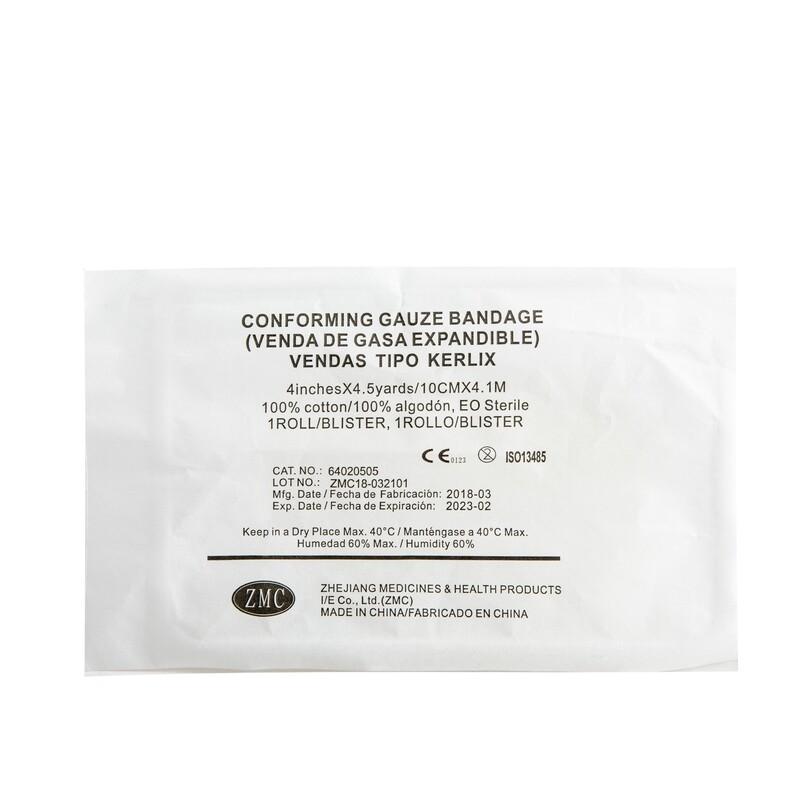 CONFORMING GAUZE BANDAGE
(VENDA DE GASA EXPANDIBLE)
VENDAS TIPO KERLIX
4inchesX4.5yards/10CMX4.1M
100% cotton/100% algodón, EO Sterile
1ROLL/BLISTER, 1ROLLO/BLISTER
CE0123 2 ISO13485
CAT. NO.: 64020505
LOT NO.: ZMC18-032101
Mfg. Date / Fecha de Fabricación: 2018-03
Exp. Date / Fecha de Expiración: 2023-02
Keep in a Dry Place Max. 40°C / Manténgase a 40°C Max.
Humedad 60% Max. / Humidity 60%
ZMC
ZHEJIANG MEDICINES & HEALTH PRODUCTS
I/E Co., Ltd.(ZMC)
MADE IN CHINA/FABRICADO EN CHINA